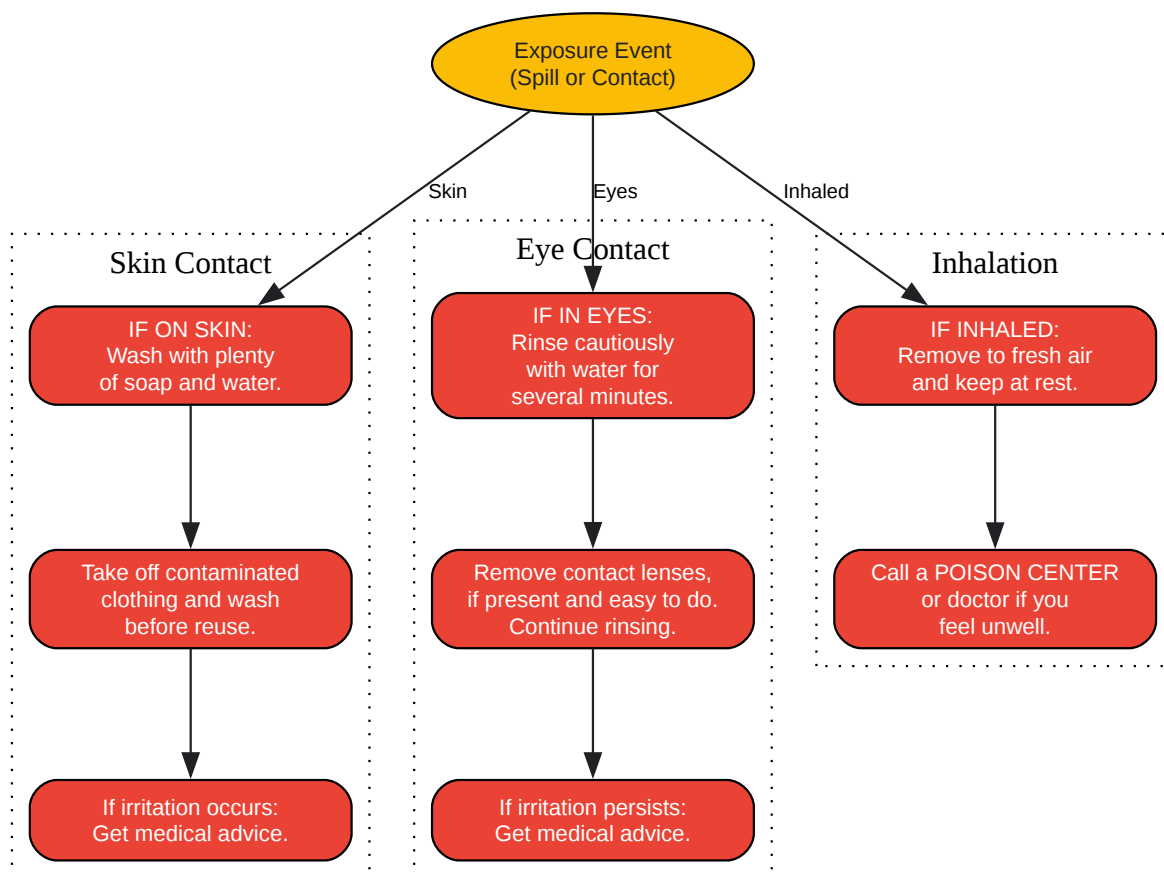 Exposure Event
(Spill or Contact)
Skin
Eyes
Inhaled
Skin Contact
IF ON SKIN:
Wash with plenty
of soap and water.
Take off contaminated
clothing and wash
before reuse.
If irritation occurs:
Get medical advice.
Eye Contact
IF IN EYES:
Rinse cautiously
with water for
several minutes.
Remove contact lenses,
if present and easy to do.
Continue rinsing.
If irritation persists:
Get medical advice.
Inhalation
IF INHALED:
Remove to fresh air
and keep at rest.
Call a POISON CENTER
or doctor if you
feel unwell.